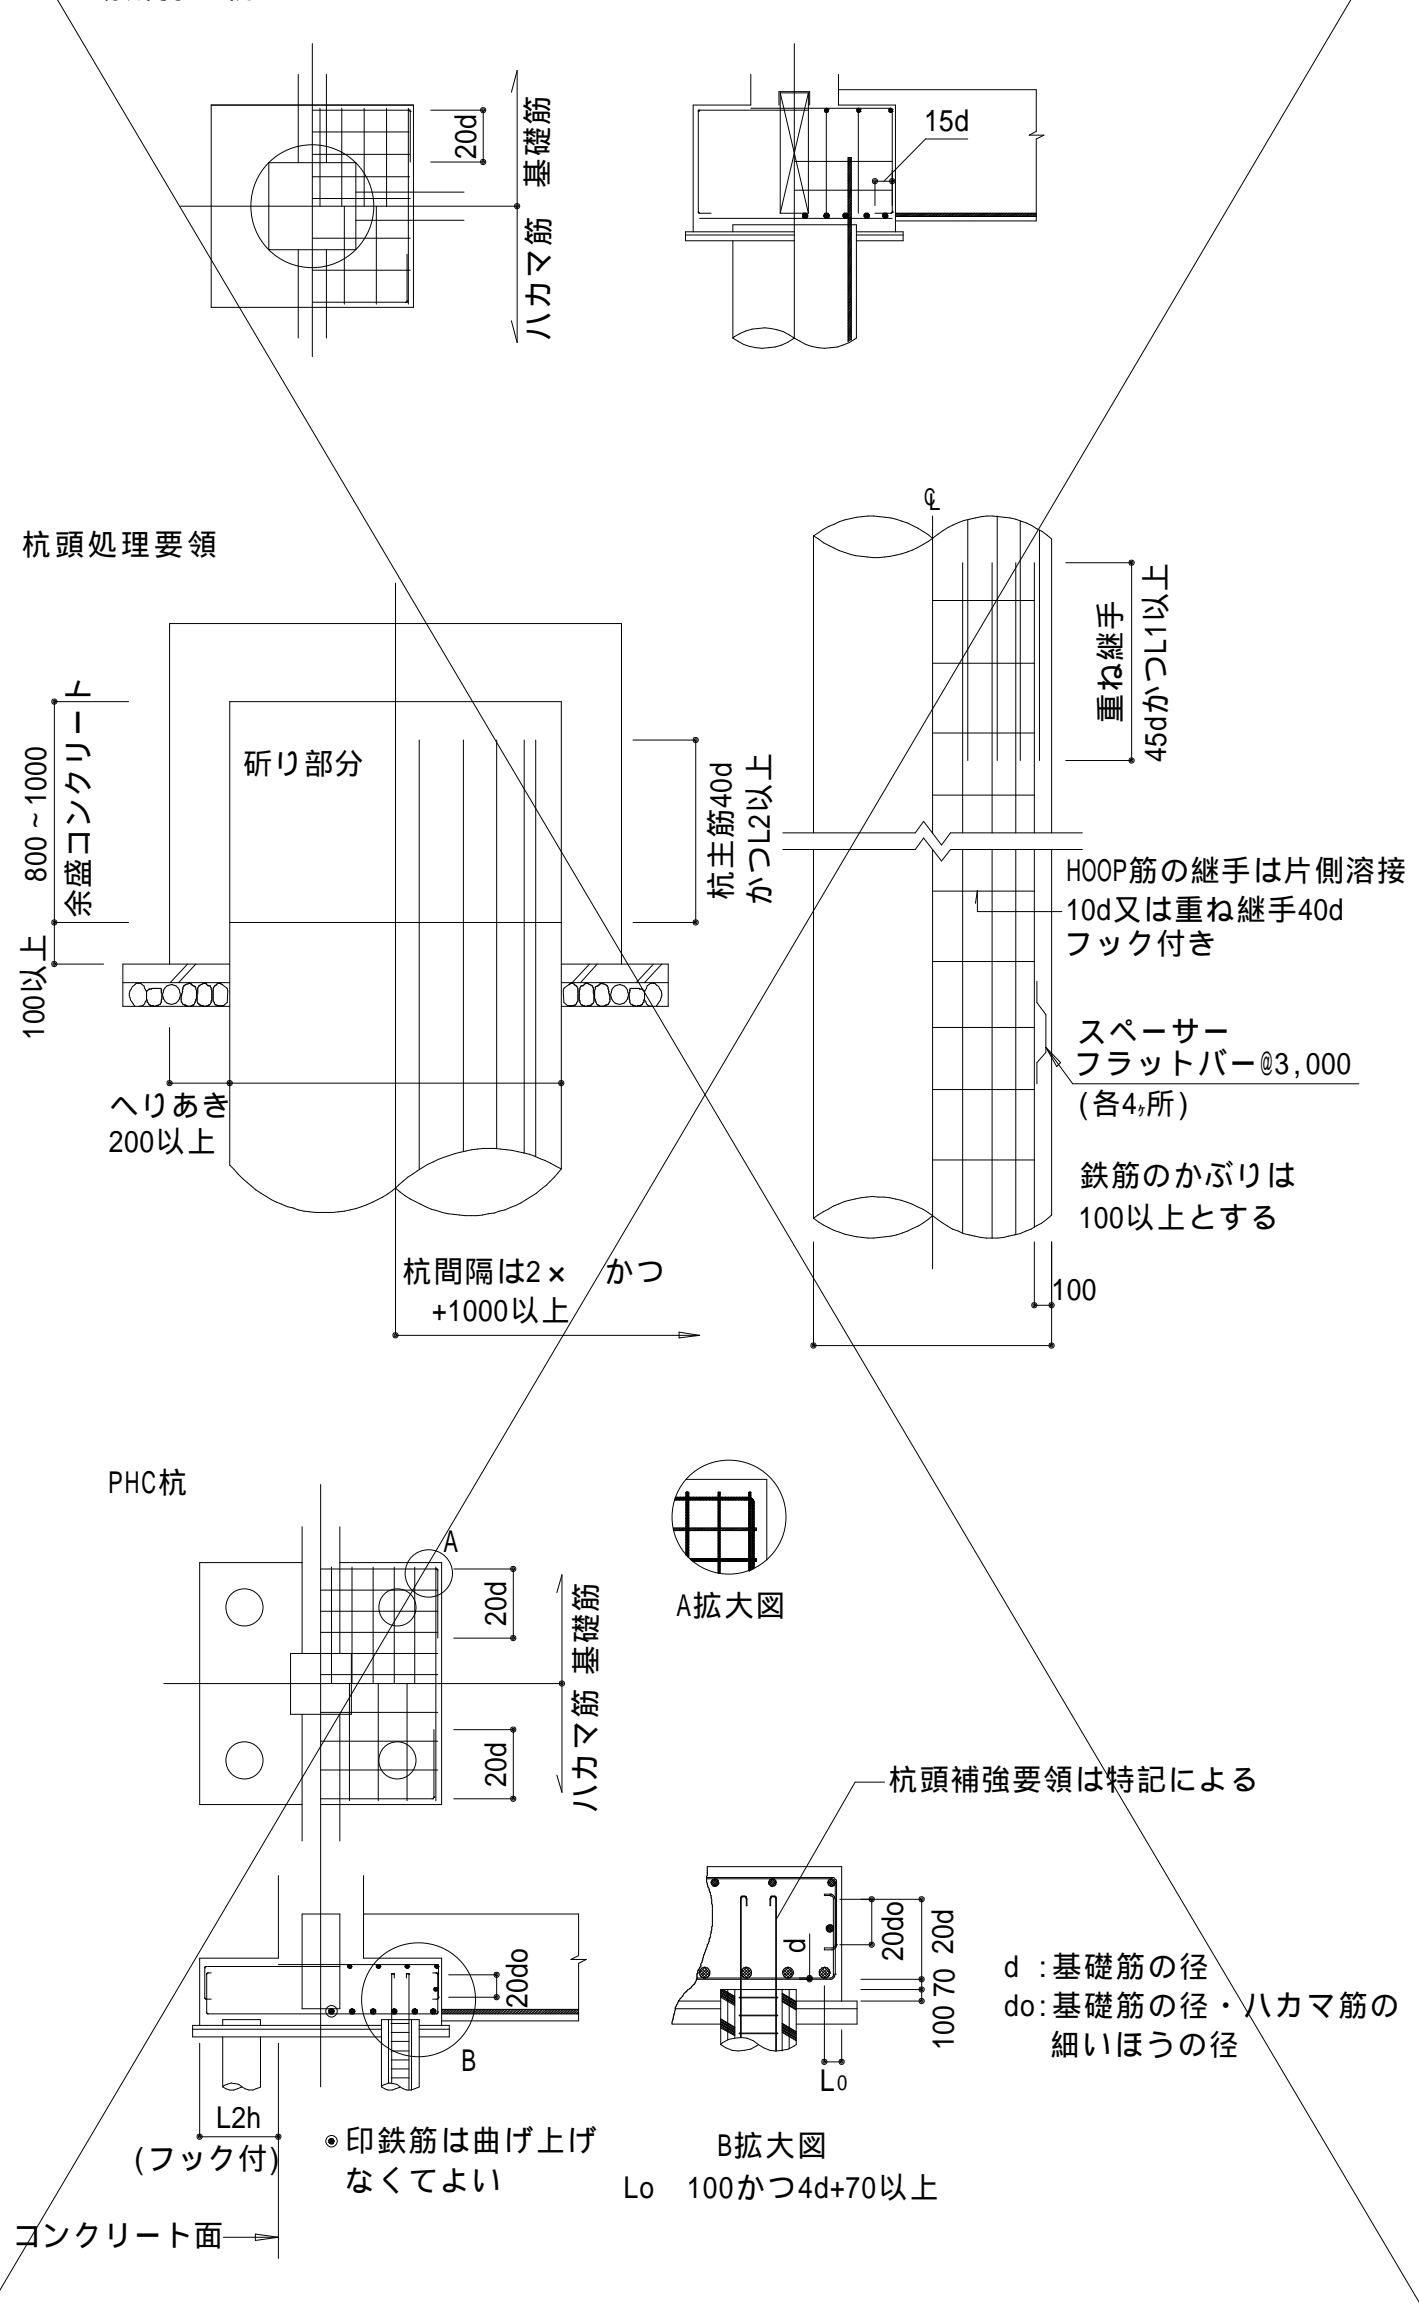 20d
基礎筋
ハカマ筋
15d
杭頭処理要領
800~1000
余盛コンクリート
100以上
斫り部分
杭主筋40d
かつL2以上
へりあき
200以上
杭間隔は2× かつ
+1000以上
℄
重ね継手
45dかつL1以上
HOOP筋の継手は片側溶接
10d又は重ね継手40d
フック付き
スペーサー
フラットバー@3,000
(各4ヶ所)
鉄筋のかぶりは
100以上とする
100
PHC杭
A
20d
20d
基礎筋
ハカマ筋
A拡大図
杭頭補強要領は特記による
20do
B
L2h
(フック付)
コンクリート面
◎印鉄筋は曲げ上げ
なくてよい
d
20do
20d
70
100
Lo
B拡大図
Lo 100かつ4d+70以上
d :基礎筋の径
do:基礎筋の径・ハカマ筋の
細いほうの径